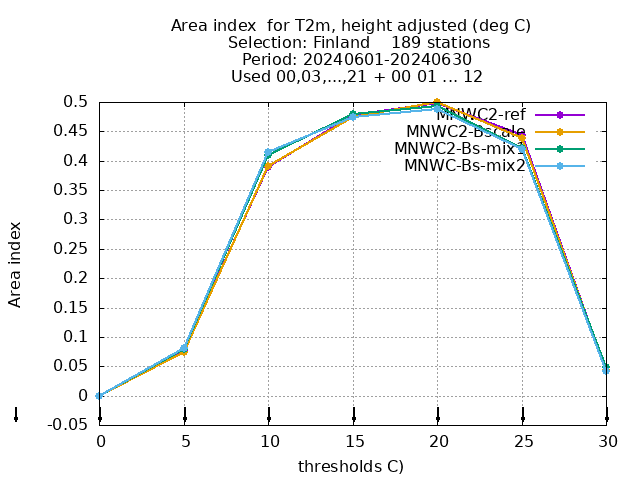 Area index  for T2m, height adjusted (deg C)
Selection: Finland    189 stations
Period: 20240601-20240630
Used 00,03,...,21 + 00 01 ... 12
MNWC2-ref
MNWC2-Bscale
MNWC2-Bs-mix1
MNWC-Bs-mix2
0.5
0.45
0.4
0.35
0.3
0.25
0.2
0.15
0.1
0.05
0
-0.05
Area index
0 5 10 15 20 25 30
thresholds C)